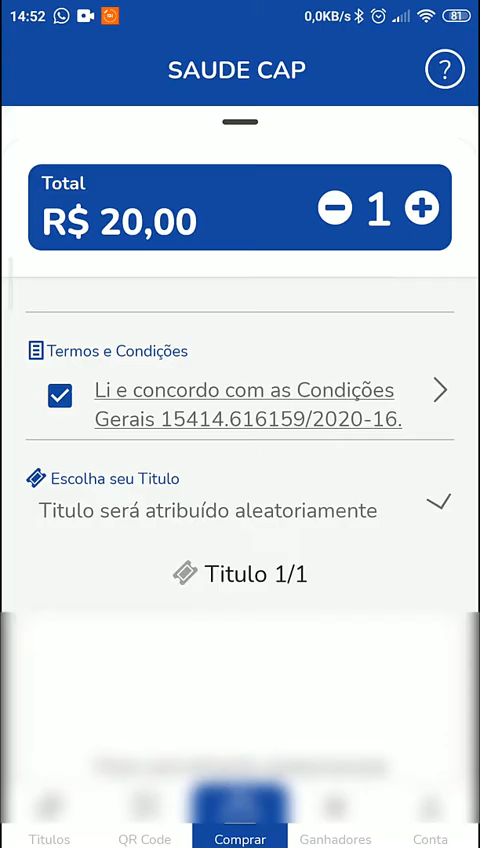 14:52
0,0KB/s
81
SAUDE CAP
?
Total
R$ 20,00
1
Termos e Condições
Li e concordo com as Condições
Gerais 15414.616159/2020-16.
Escolha seu Titulo
Titulo será atribuído aleatoriamente
Titulo 1/1
Titulos
QR Code
Comprar
Ganhadores
Conta